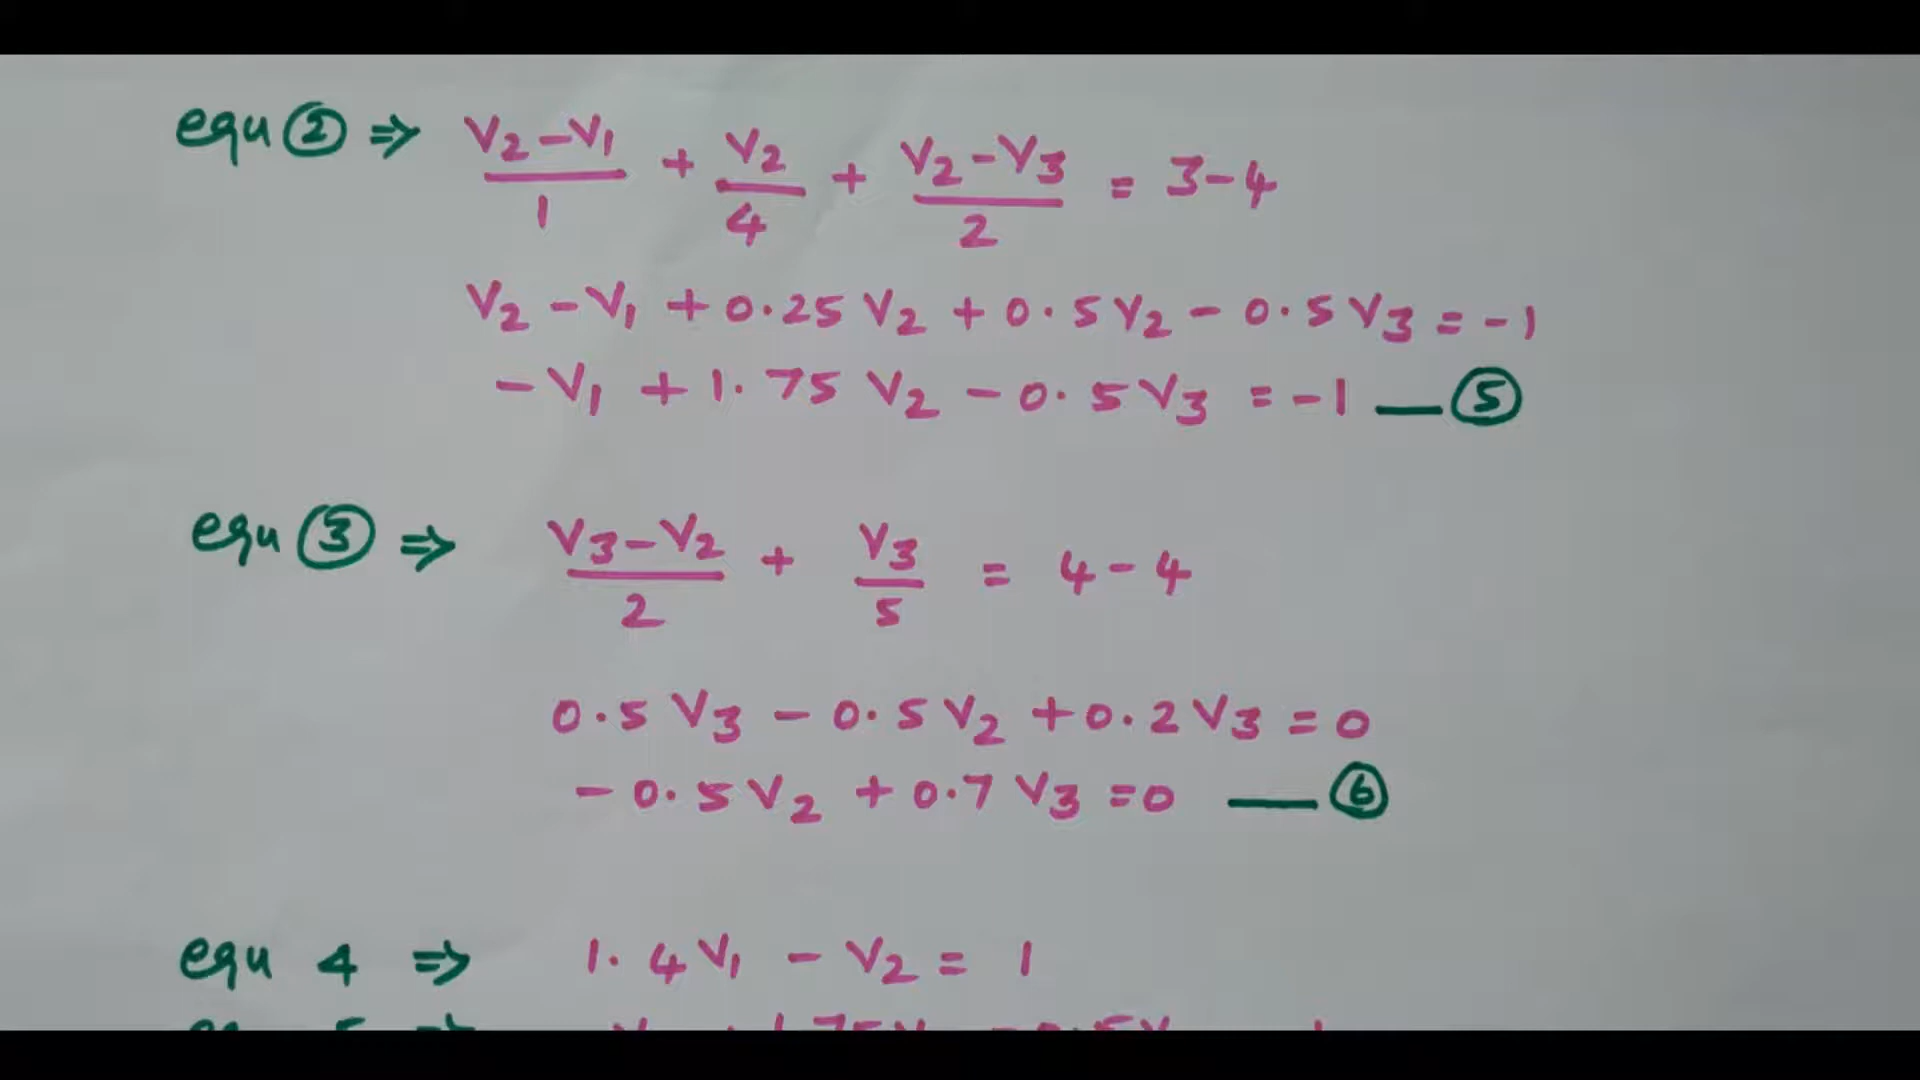 equ ② ⇒ V₂-V₁/1 + V₂/4 + V₂-V₃/2 = 3-4
V₂ - V₁ + 0.25 V₂ + 0.5 V₂ - 0.5 V₃ = -1
- V₁ + 1.75 V₂ - 0.5 V₃ = -1 — ⑤
equ ③ ⇒ V₃-V₂/2 + V₃/5 = 4-4
0.5 V₃ - 0.5 V₂ + 0.2 V₃ = 0
- 0.5 V₂ + 0.7 V₃ = 0 — ⑥
equ 4 ⇒ 1.4 V₁ - V₂ = 1